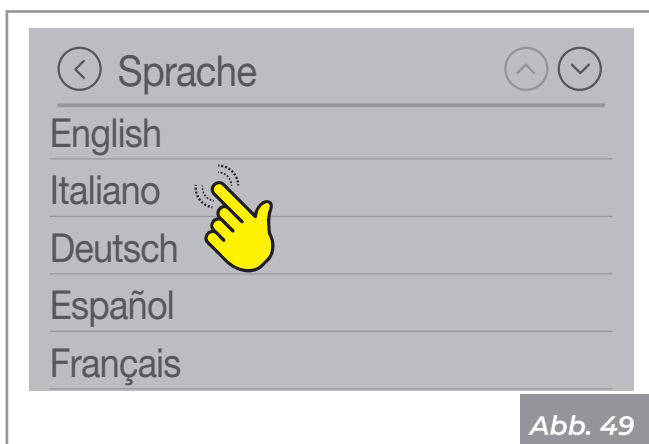 Sprache
English
Italiano
Deutsch
Español
Français
Abb. 49